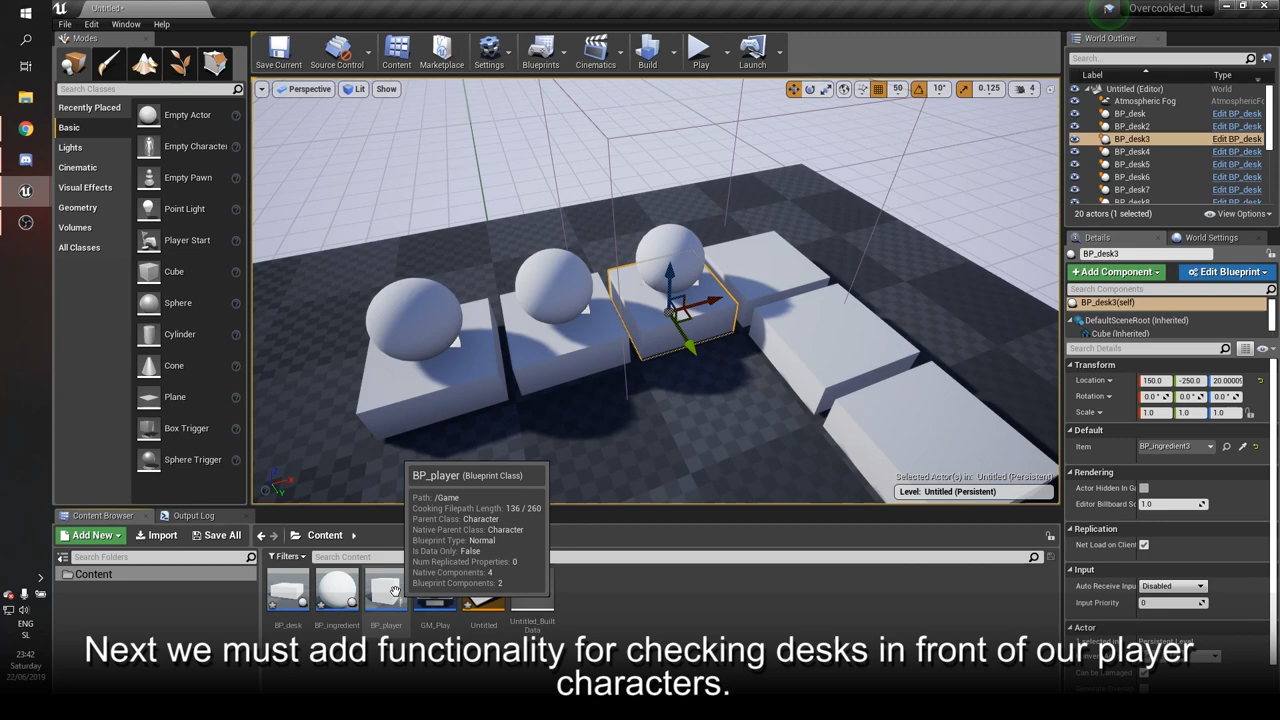 Untitled*
Overcooked_tut
File Edit Window Help
Modes
Search Classes
Recently Placed
Basic
Lights
Cinematic
Visual Effects
Geometry
Volumes
All Classes
Empty Actor
Empty Character
Empty Pawn
Point Light
Player Start
Cube
Sphere
Cylinder
Cone
Plane
Box Trigger
Sphere Trigger
Save Current
Source Control
Content
Marketplace
Settings
Blueprints
Cinematics
Build
Play
Launch
Perspective
Lit
Show
50
10°
0.125
4
Selected Actor(s) in: Untitled (Persistent)
Level: Untitled (Persistent)
World Outliner
Search...
Label Type
Untitled (Editor) World
Atmospheric Fog AtmosphericFo
BP_desk Edit BP_desk
BP_desk2 Edit BP_desk
BP_desk3 Edit BP_desk
BP_desk4 Edit BP_desk
BP_desk5 Edit BP_desk
BP_desk6 Edit BP_desk
BP_desk7 Edit BP_desk
BP_desk8 Edit BP_desk
20 actors (1 selected) View Options
Details World Settings
BP_desk3
+Add Component Edit Blueprint
Search Components
BP_desk3(self)
DefaultSceneRoot (Inherited)
Cube (Inherited)
Search Details
Transform
Location 150.0 -250.0 20.00009
Rotation 0.0° 0.0° 0.0°
Scale 1.0 1.0 1.0
Default
Item BP_ingredient3
Rendering
Actor Hidden In Ga
Editor Billboard Sc 1.0
Replication
Net Load on Client
Input
Auto Receive Inpu Disabled
Input Priority 0
Actor
Can be Damaged
Content Browser Output Log
Add New Import Save All Content
Search Folders
Filters Search Content
Content
BP_desk
BP_ingredient
BP_player
GM_Play
Untitled
Untitled_Built
Data
BP_player (Blueprint Class)
Path: /Game
Cooking Filepath Length: 136 / 260
Parent Class: Character
Native Parent Class: Character
Blueprint Type: Normal
Is Data Only: False
Num Replicated Properties: 0
Native Components: 4
Blueprint Components: 2
ENG
SL
23:42
Saturday
22/06/2019
Next we must add functionality for checking desks in front of our player
characters.